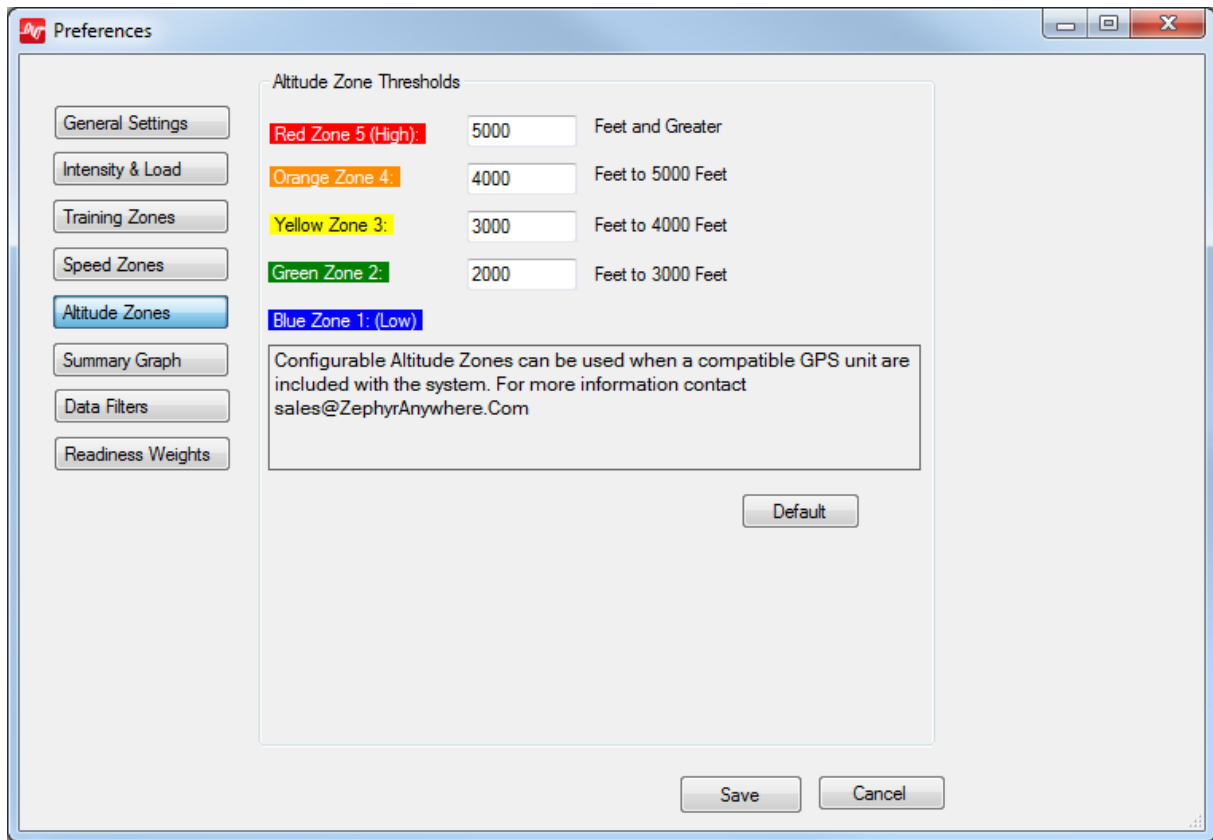 Preferences
General Settings
Intensity & Load
Training Zones
Speed Zones
Altitude Zones
Summary Graph
Data Filters
Readiness Weights
Altitude Zone Thresholds
Red Zone 5 (High): 5000 Feet and Greater
Orange Zone 4: 4000 Feet to 5000 Feet
Yellow Zone 3: 3000 Feet to 4000 Feet
Green Zone 2: 2000 Feet to 3000 Feet
Blue Zone 1: (Low)
Configurable Altitude Zones can be used when a compatible GPS unit are
included with the system. For more information contact
sales@ZephyrAnywhere.Com
Default
Save Cancel